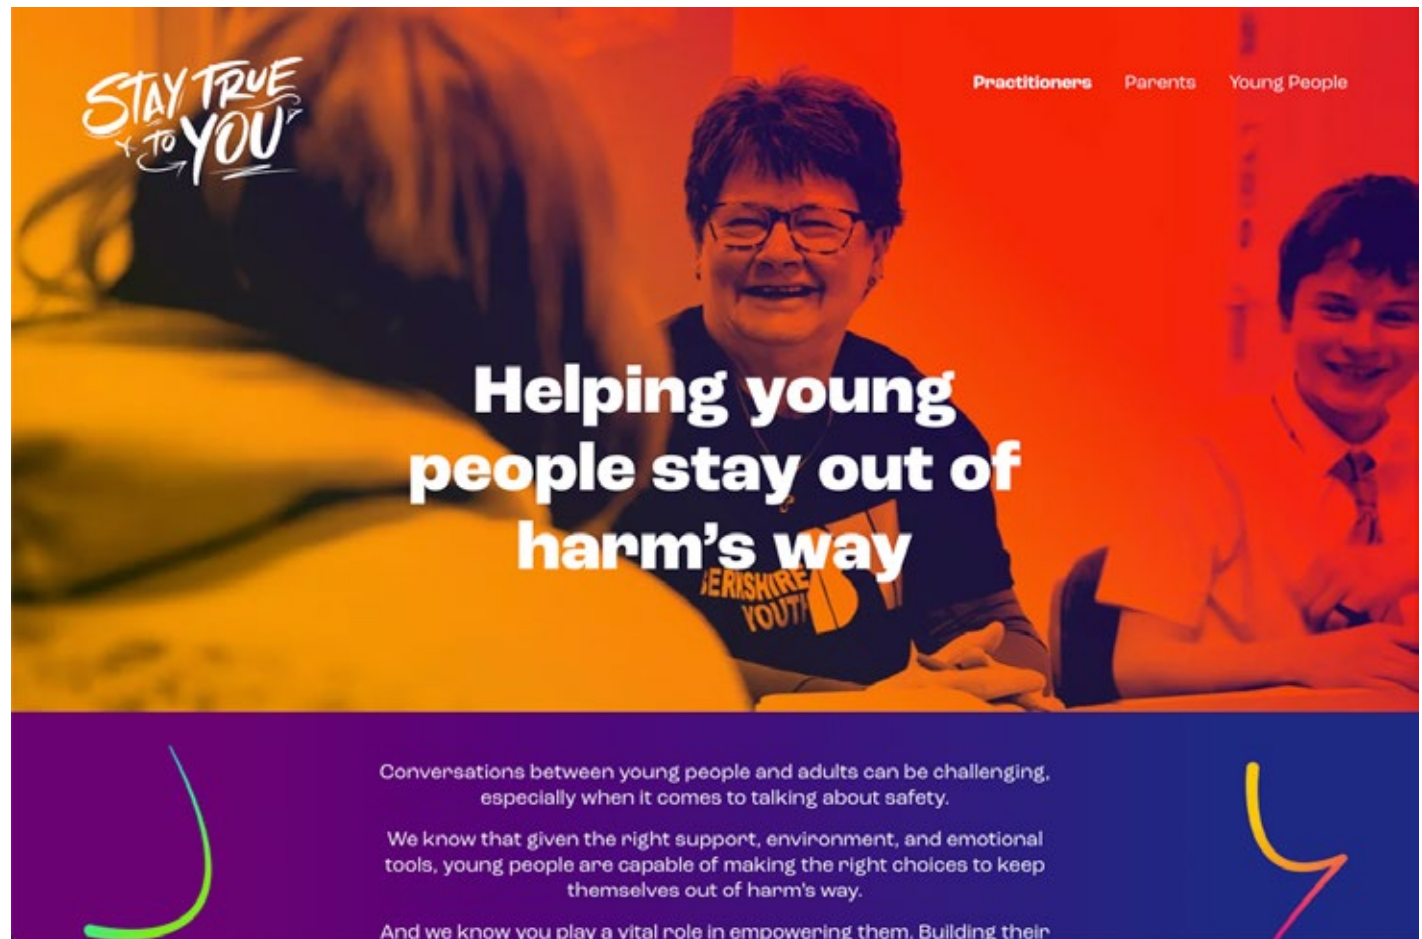 STAY TRUE
TO YOU
Practitioners Parents Young People
Helping young
people stay out of
harm's way
BERKSHIRE
YOUTH
Conversations between young people and adults can be challenging,
especially when it comes to talking about safety.
We know that given the right support, environment, and emotional
tools, young people are capable of making the right choices to keep
themselves out of harm's way.
And we know you play a vital role in empowering them. Building their